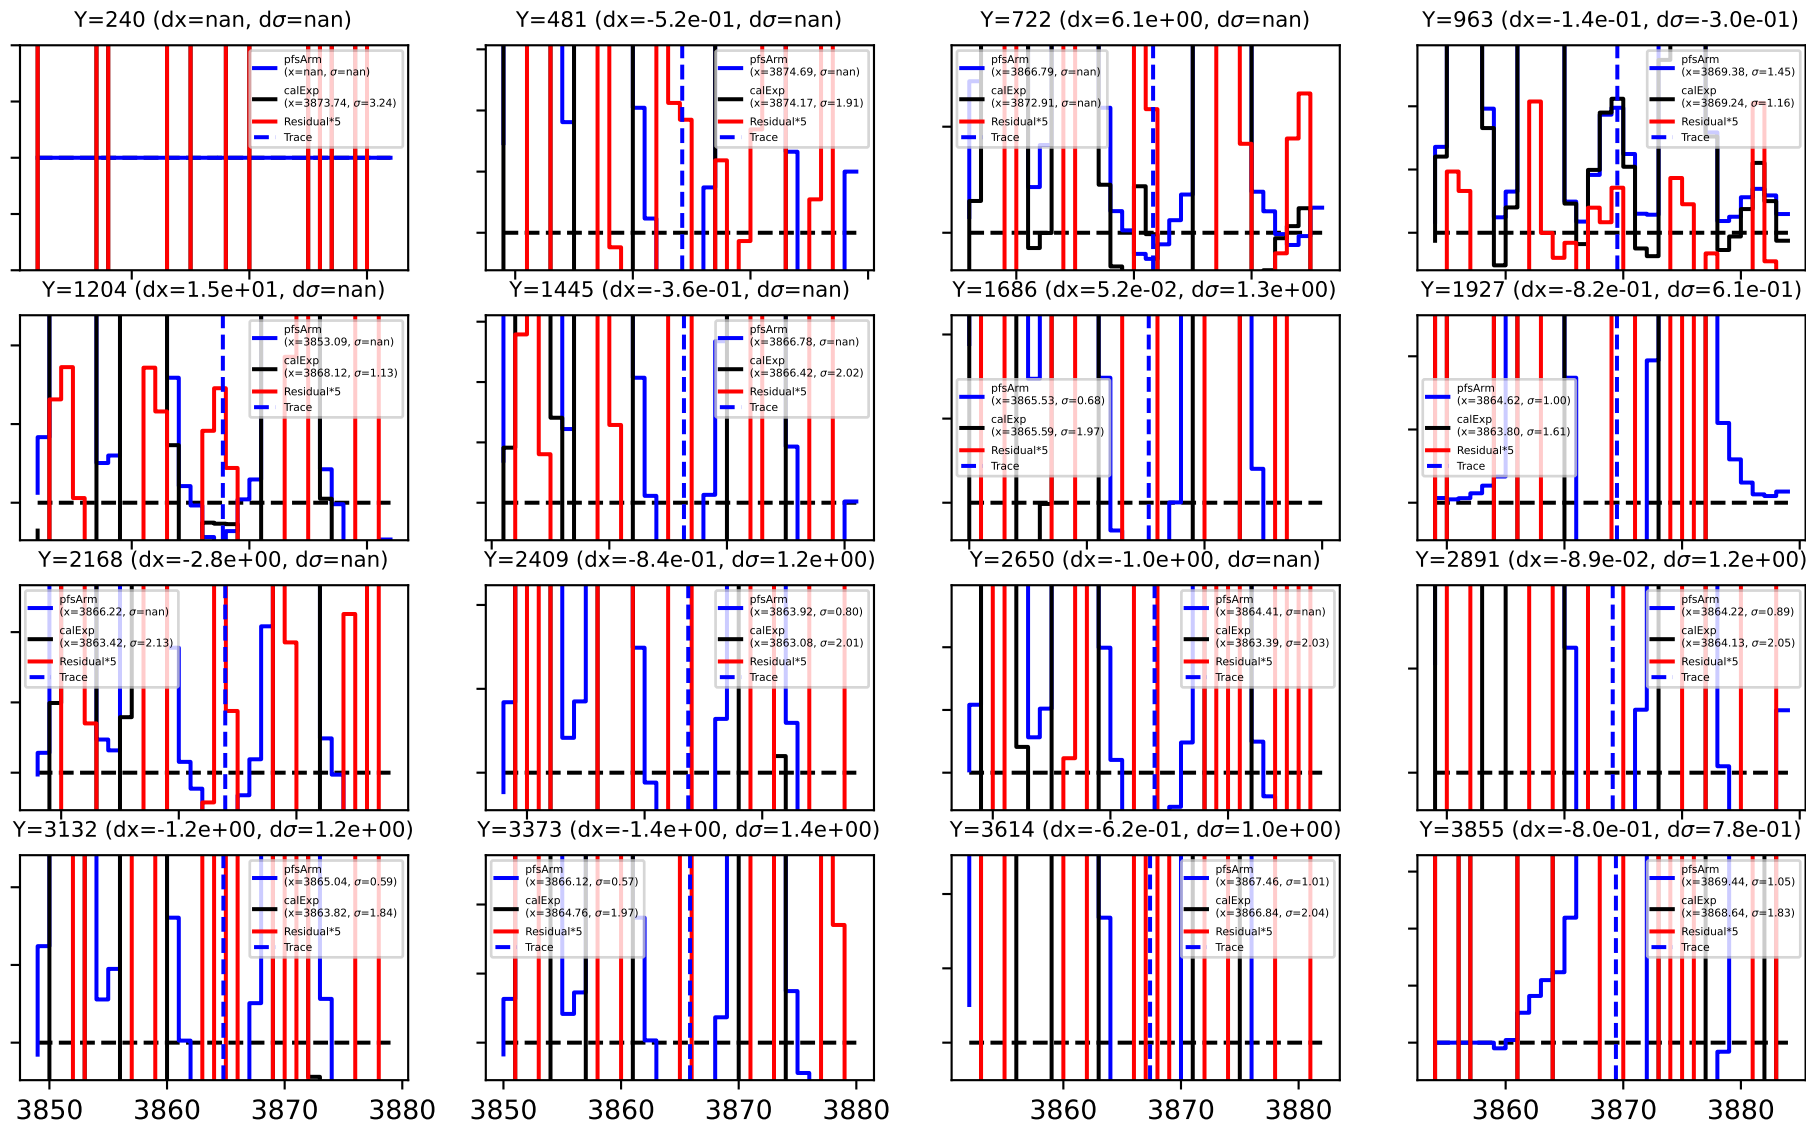 Y=240 (dx=nan, dσ=nan)
pfsArm
(x=nan, σ=nan)
calExp
(x=3873.74, σ=3.24)
Residual*5
Trace
Y=481 (dx=-5.2e-01, dσ=nan)
pfsArm
(x=3874.69, σ=nan)
calExp
(x=3874.17, σ=1.91)
Residual*5
Trace
Y=722 (dx=6.1e+00, dσ=nan)
pfsArm
(x=3866.79, σ=nan)
calExp
(x=3872.91, σ=nan)
Residual*5
Trace
Y=963 (dx=-1.4e-01, dσ=-3.0e-01)
pfsArm
(x=3869.38, σ=1.45)
calExp
(x=3869.24, σ=1.16)
Residual*5
Trace
Y=1204 (dx=1.5e+01, dσ=nan)
pfsArm
(x=3853.09, σ=nan)
calExp
(x=3868.12, σ=1.13)
Residual*5
Trace
Y=1445 (dx=-3.6e-01, dσ=nan)
pfsArm
(x=3866.78, σ=nan)
calExp
(x=3866.42, σ=2.02)
Residual*5
Trace
Y=1686 (dx=5.2e-02, dσ=1.3e+00)
pfsArm
(x=3865.53, σ=0.68)
calExp
(x=3865.59, σ=1.97)
Residual*5
Trace
Y=1927 (dx=-8.2e-01, dσ=6.1e-01)
pfsArm
(x=3864.62, σ=1.00)
calExp
(x=3863.80, σ=1.61)
Residual*5
Trace
Y=2168 (dx=-2.8e+00, dσ=nan)
pfsArm
(x=3866.22, σ=nan)
calExp
(x=3863.42, σ=2.13)
Residual*5
Trace
Y=2409 (dx=-8.4e-01, dσ=1.2e+00)
pfsArm
(x=3863.92, σ=0.80)
calExp
(x=3863.08, σ=2.01)
Residual*5
Trace
Y=2650 (dx=-1.0e+00, dσ=nan)
pfsArm
(x=3864.41, σ=nan)
calExp
(x=3863.39, σ=2.03)
Residual*5
Trace
Y=2891 (dx=-8.9e-02, dσ=1.2e+00)
pfsArm
(x=3864.22, σ=0.89)
calExp
(x=3864.13, σ=2.05)
Residual*5
Trace
Y=3132 (dx=-1.2e+00, dσ=1.2e+00)
pfsArm
(x=3865.04, σ=0.59)
calExp
(x=3863.82, σ=1.84)
Residual*5
Trace
3850 3860 3870 3880
Y=3373 (dx=-1.4e+00, dσ=1.4e+00)
pfsArm
(x=3866.12, σ=0.57)
calExp
(x=3864.76, σ=1.97)
Residual*5
Trace
3850 3860 3870 3880
Y=3614 (dx=-6.2e-01, dσ=1.0e+00)
pfsArm
(x=3867.46, σ=1.01)
calExp
(x=3866.84, σ=2.04)
Residual*5
Trace
3860 3870 3880
Y=3855 (dx=-8.0e-01, dσ=7.8e-01)
pfsArm
(x=3869.44, σ=1.05)
calExp
(x=3868.64, σ=1.83)
Residual*5
Trace
3860 3870 3880